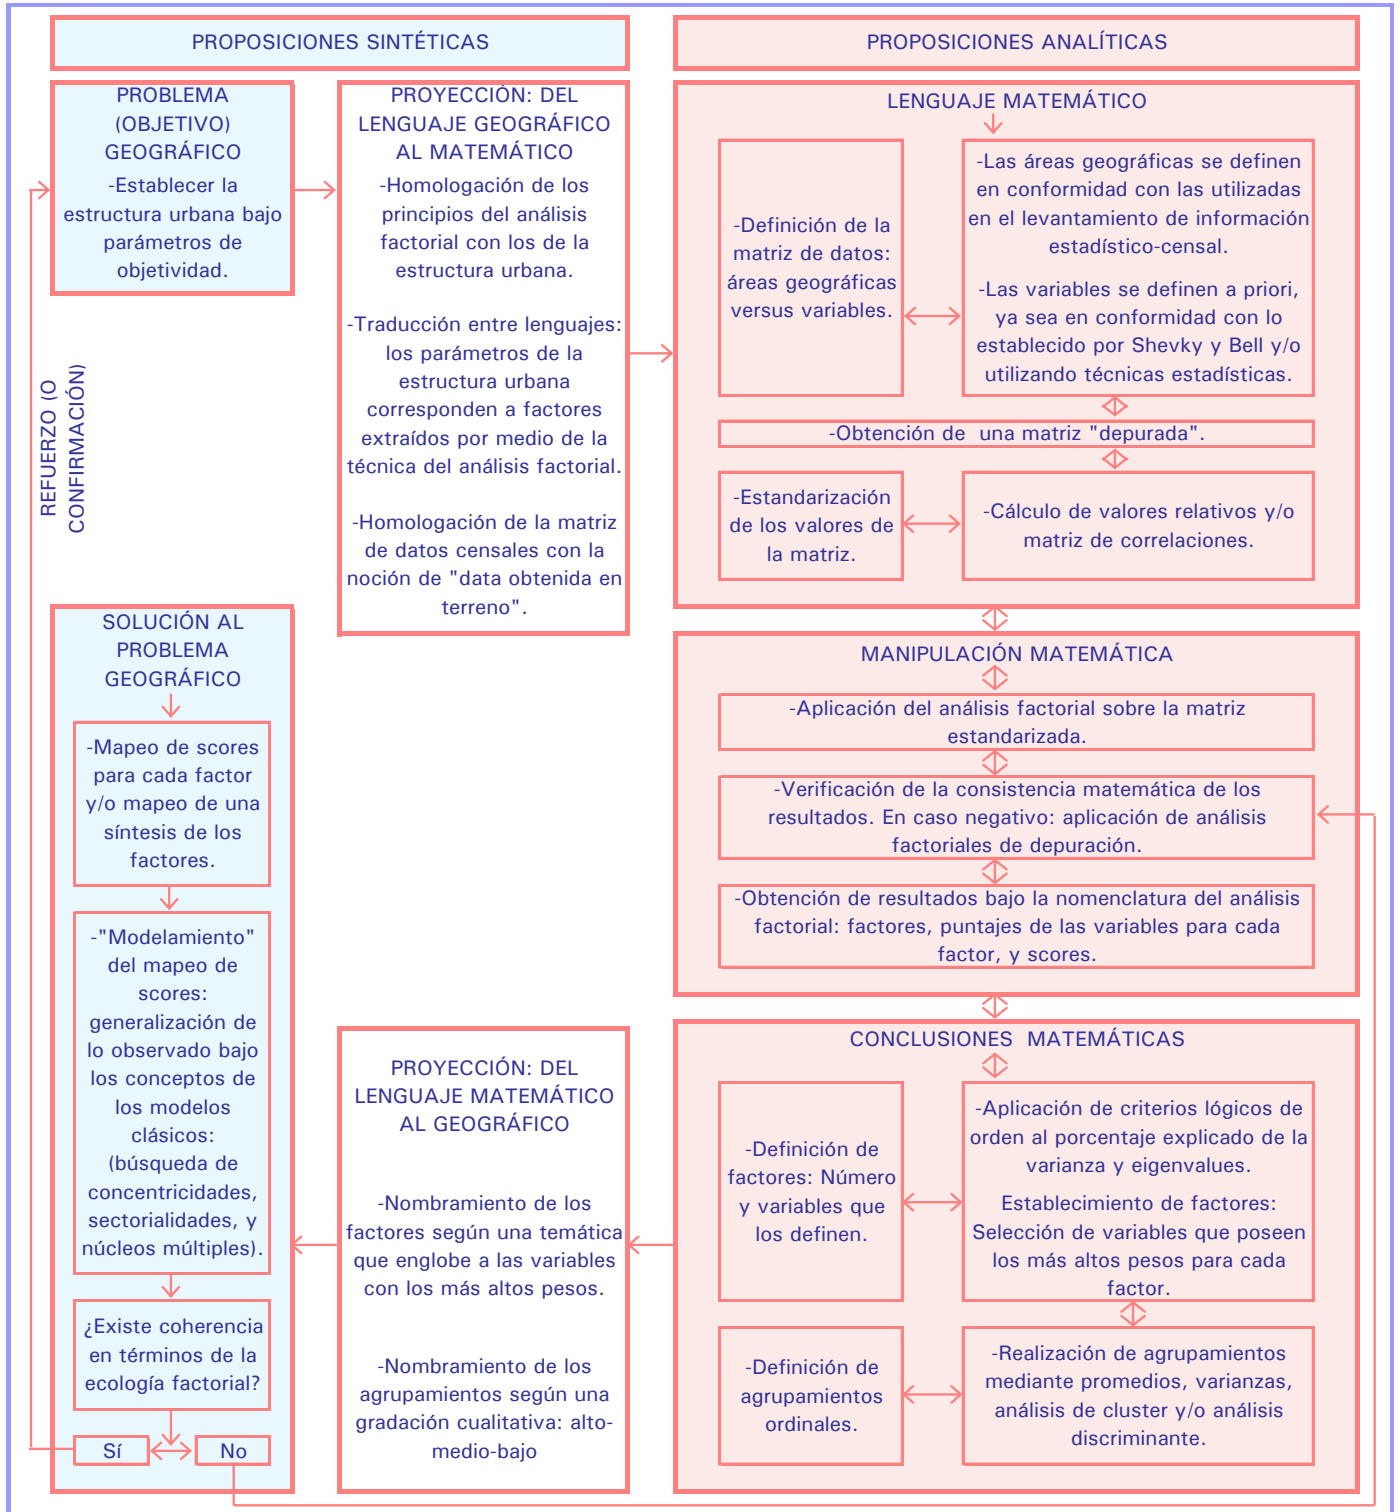 PROPOSICIONES SINTÉTICAS
PROPOSICIONES ANALÍTICAS
PROBLEMA
(OBJETIVO)
GEOGRÁFICO
-Establecer la
estructura urbana bajo
parámetros de
objetividad.
PROYECCIÓN: DEL
LENGUAJE GEOGRÁFICO
AL MATEMÁTICO
-Homologación de los
principios del análisis
factorial con los de la
estructura urbana.
-Traducción entre lenguajes:
los parámetros de la
estructura urbana
corresponden a factores
extraídos por medio de la
técnica del análisis factorial.
-Homologación de la matriz
de datos censales con la
noción de "data obtenida en
terreno".
LENGUAJE MATEMÁTICO
-Definición de la
matriz de datos:
áreas geográficas
versus variables.
-Las áreas geográficas se definen
en conformidad con las utilizadas
en el levantamiento de información
estadístico-censal.
-Las variables se definen a priori,
ya sea en conformidad con lo
establecido por Shevky y Bell y/o
utilizando técnicas estadísticas.
-Obtención de una matriz "depurada".
-Estandarización
de los valores de
la matriz.
-Cálculo de valores relativos y/o
matriz de correlaciones.
MANIPULACIÓN MATEMÁTICA
-Aplicación del análisis factorial sobre la matriz
estandarizada.
-Verificación de la consistencia matemática de los
resultados. En caso negativo: aplicación de análisis
factoriales de depuración.
-Obtención de resultados bajo la nomenclatura del análisis
factorial: factores, puntajes de las variables para cada
factor, y scores.
CONCLUSIONES MATEMÁTICAS
-Definición de
factores: Número
y variables que
los definen.
-Aplicación de criterios lógicos de
orden al porcentaje explicado de la
varianza y eigenvalues.
Establecimiento de factores:
Selección de variables que poseen
los más altos pesos para cada
factor.
-Definición de
agrupamientos
ordinales.
-Realización de agrupamientos
mediante promedios, varianzas,
análisis de cluster y/o análisis
discriminante.
PROYECCIÓN: DEL
LENGUAJE MATEMÁTICO
AL GEOGRÁFICO
-Nombramiento de los
factores según una temática
que englobe a las variables
con los más altos pesos.
-Nombramiento de los
agrupamientos según una
gradación cualitativa: alto-
medio-bajo
SOLUCIÓN AL
PROBLEMA
GEOGRÁFICO
-Mapeo de scores
para cada factor
y/o mapeo de una
síntesis de los
factores.
-"Modelamiento"
del mapeo de
scores:
generalización de
lo observado bajo
los conceptos de
los modelos
clásicos:
(búsqueda de
concentricidades,
sectorialidades, y
núcleos múltiples).
¿Existe coherencia
en términos de la
ecología factorial?
Sí
No
REFUERZO (O
CONFIRMACIÓN)